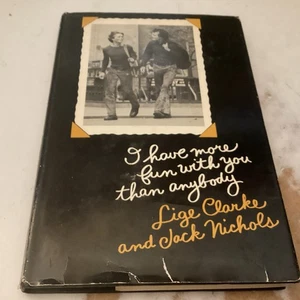 I have more
fun with you
than anybody
Lige Clarke
and Jack Nichols